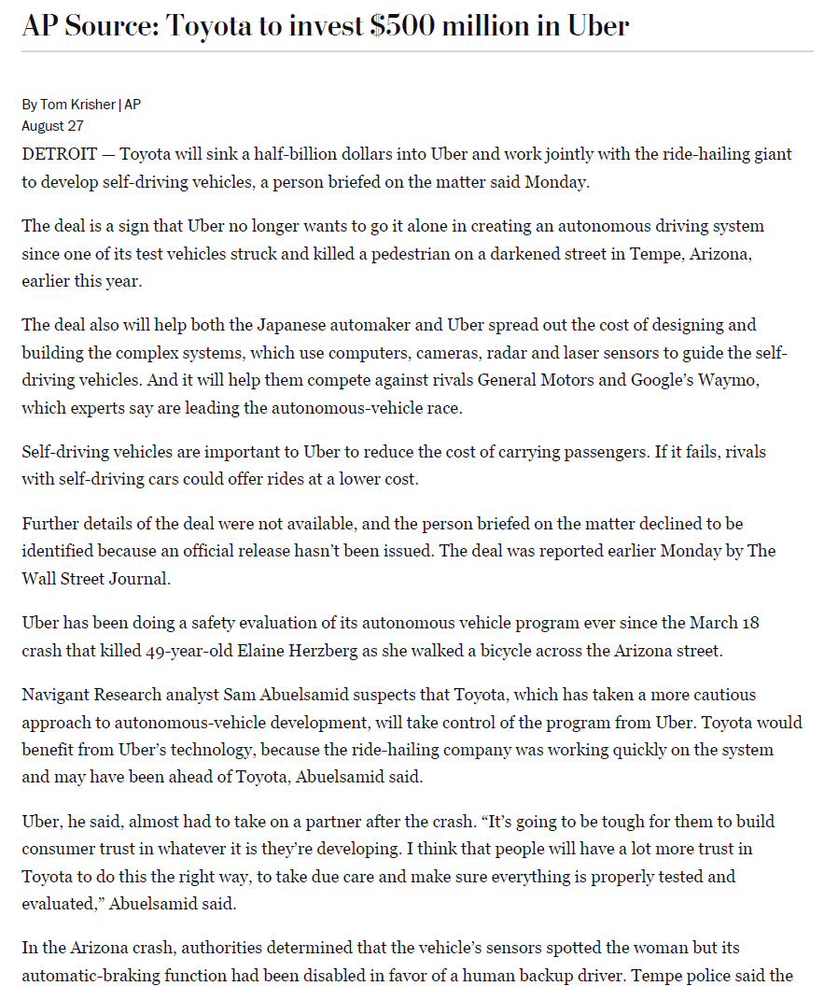 AP Source: Toyota to invest $500 million in Uber
By Tom Krisher | AP
August 27
DETROIT — Toyota will sink a half-billion dollars into Uber and work jointly with the ride-hailing giant
to develop self-driving vehicles, a person briefed on the matter said Monday.
The deal is a sign that Uber no longer wants to go it alone in creating an autonomous driving system
since one of its test vehicles struck and killed a pedestrian on a darkened street in Tempe, Arizona,
earlier this year.
The deal also will help both the Japanese automaker and Uber spread out the cost of designing and
building the complex systems, which use computers, cameras, radar and laser sensors to guide the self-
driving vehicles. And it will help them compete against rivals General Motors and Google’s Waymo,
which experts say are leading the autonomous-vehicle race.
Self-driving vehicles are important to Uber to reduce the cost of carrying passengers. If it fails, rivals
with self-driving cars could offer rides at a lower cost.
Further details of the deal were not available, and the person briefed on the matter declined to be
identified because an official release hasn’t been issued. The deal was reported earlier Monday by The
Wall Street Journal.
Uber has been doing a safety evaluation of its autonomous vehicle program ever since the March 18
crash that killed 49-year-old Elaine Herzberg as she walked a bicycle across the Arizona street.
Navigant Research analyst Sam Abuelsamid suspects that Toyota, which has taken a more cautious
approach to autonomous-vehicle development, will take control of the program from Uber. Toyota would
benefit from Uber’s technology, because the ride-hailing company was working quickly on the system
and may have been ahead of Toyota, Abuelsamid said.
Uber, he said, almost had to take on a partner after the crash. “It’s going to be tough for them to build
consumer trust in whatever it is they’re developing. I think that people will have a lot more trust in
Toyota to do this the right way, to take due care and make sure everything is properly tested and
evaluated,” Abuelsamid said.
In the Arizona crash, authorities determined that the vehicle’s sensors spotted the woman but its
automatic-braking function had been disabled in favor of a human backup driver. Tempe police said the